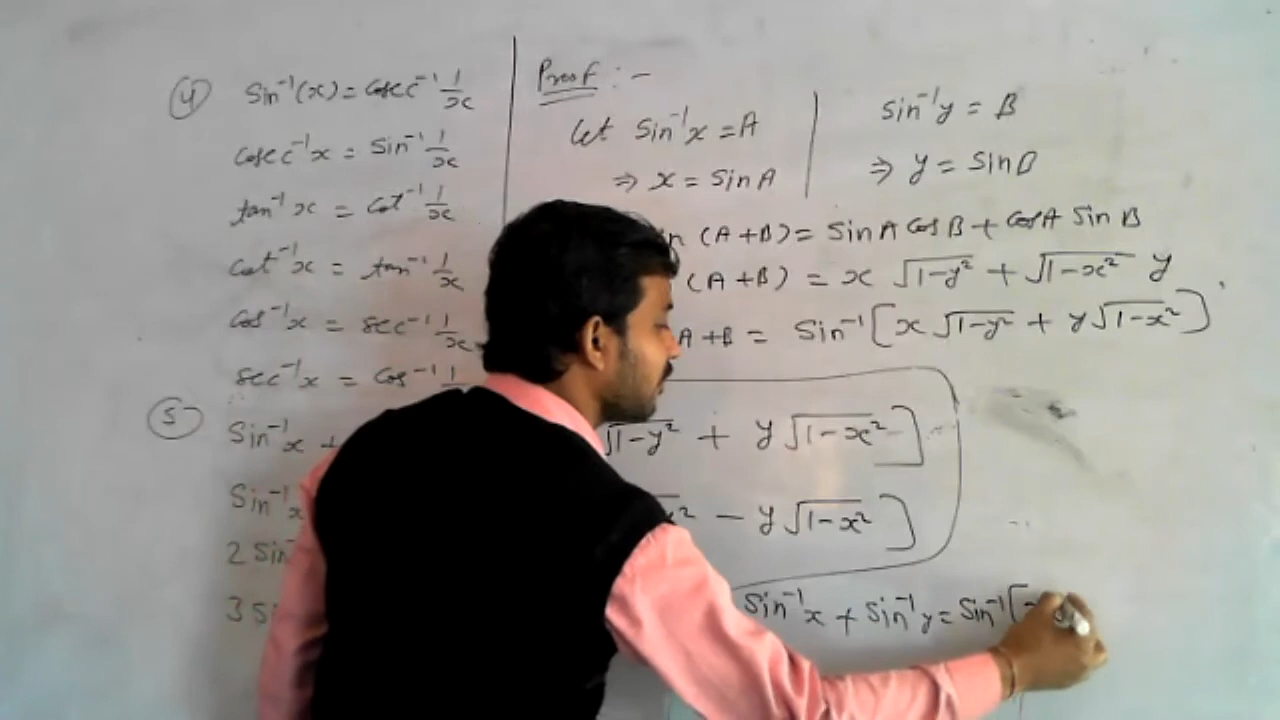 ④ Sin⁻¹(x) = Cosec⁻¹ 1/x
Cosec⁻¹x = Sin⁻¹ 1/x
tan⁻¹x = Cot⁻¹ 1/x
Cot⁻¹x = tan⁻¹ 1/x
Cos⁻¹x = Sec⁻¹ 1/x
Sec⁻¹x = Cos⁻¹ 1
⑤ Sin⁻¹x +
Sin⁻¹x
2 Sin
3 S
Proof :-
Let Sin⁻¹x = A
⇒ x = Sin A
Sin⁻¹y = B
⇒ y = Sin B
(A+B) = Sin A Cos B + Cos A Sin B
(A+B) = x √1-y² + √1-x² y
A+B = Sin⁻¹[x √1-y² + y √1-x²]
√1-y² + y √1-x²]
² - y √1-x²]
Sin⁻¹x + Sin⁻¹y = Sin⁻¹[